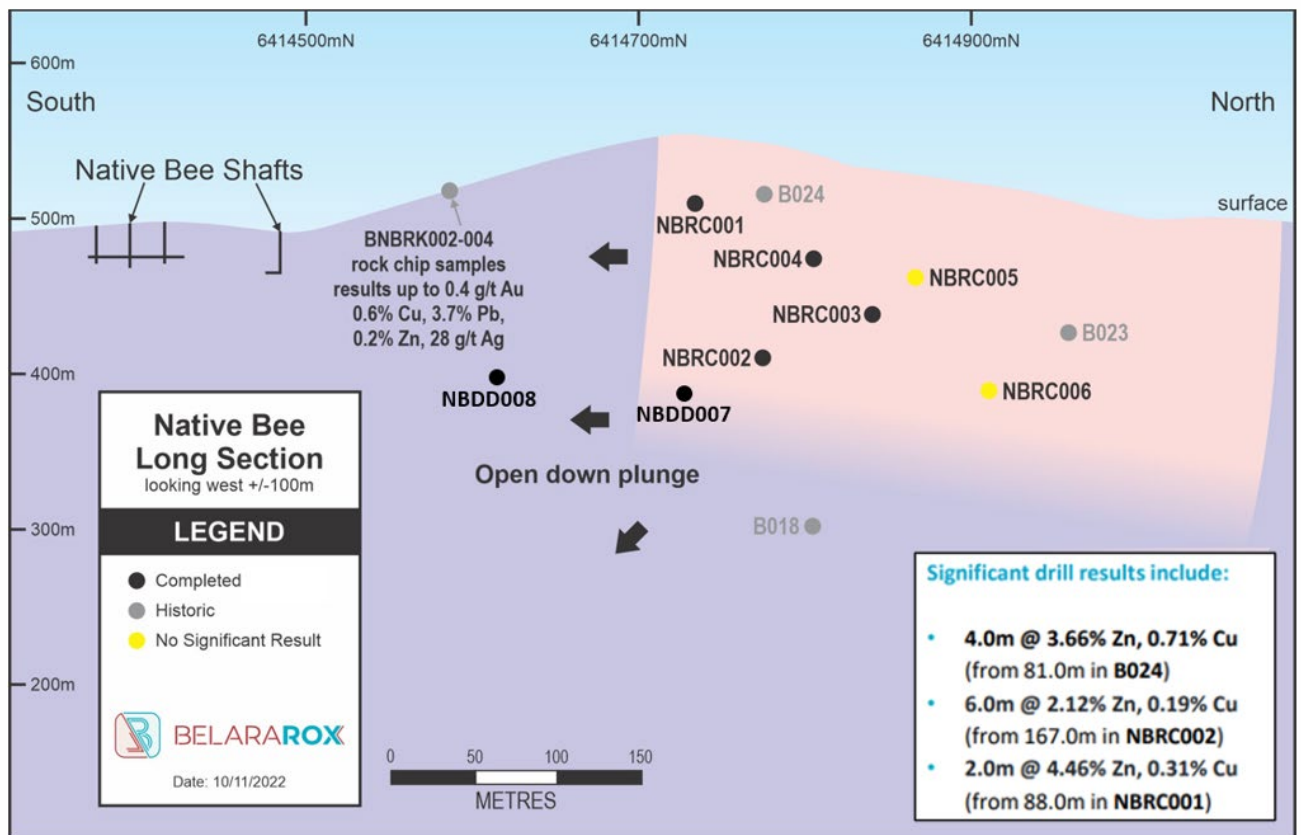 6414500mN
6414700mN
6414900mN
600m
South
North
Native Bee Shafts
500m
surface
B024
NBRC001
BNBRK002-004
rock chip samples
results up to 0.4 g/t Au
0.6% Cu, 3.7% Pb,
0.2% Zn, 28 g/t Ag
NBRC004
NBRC005
NBRC003
B023
NBRC002
400m
NBRC006
NBDD008
NBDD007
Open down plunge
300m
B018
200m
Native Bee
Long Section
looking west +/-100m
LEGEND
Completed
Historic
No Significant Result
BELARAROX
Date: 10/11/2022
0 50 100 150
METRES
Significant drill results include:
• 4.0m @ 3.66% Zn, 0.71% Cu
(from 81.0m in B024)
• 6.0m @ 2.12% Zn, 0.19% Cu
(from 167.0m in NBRC002)
• 2.0m @ 4.46% Zn, 0.31% Cu
(from 88.0m in NBRC001)